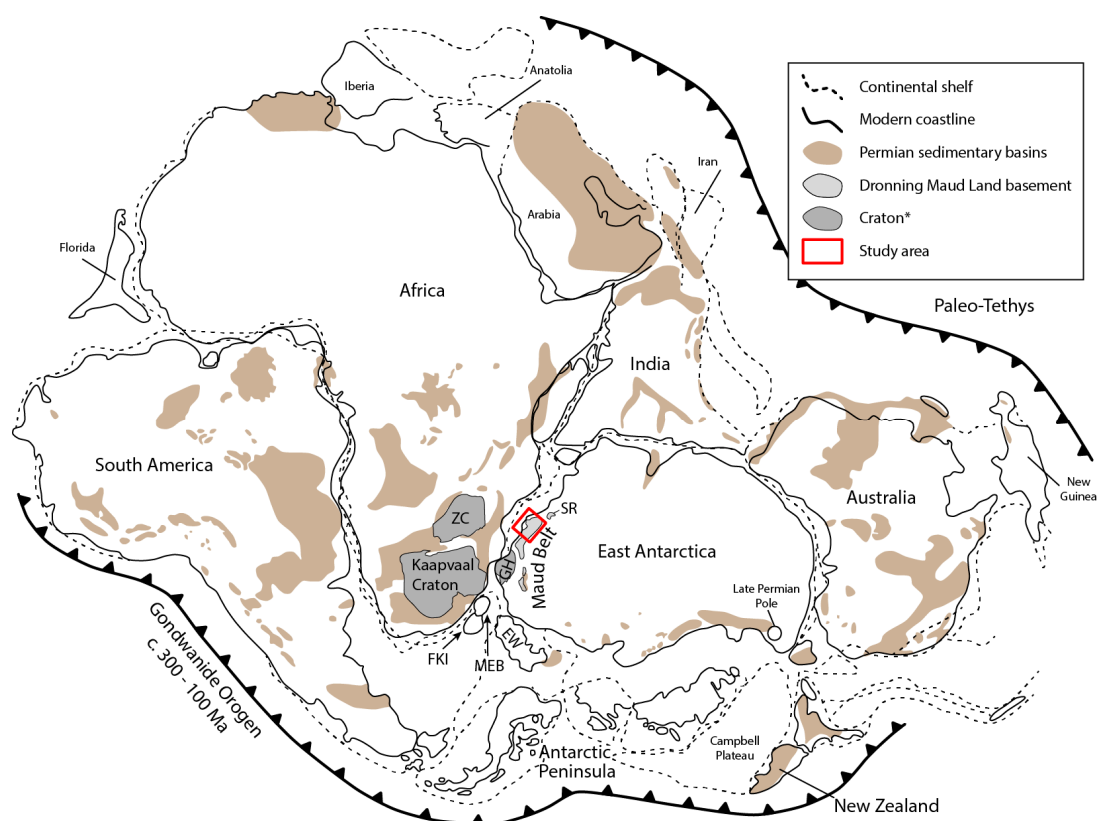 Iberia
Anatolia
Continental shelf
Modern coastline
Permian sedimentary basins
Dronning Maud Land basement
Craton*
Study area
Iran
Arabia
Florida
Africa
Paleo-Tethys
India
South America
Australia
New
Guinea
ZC
SR
East Antarctica
Kaapvaal
Craton
GH
Maud Belt
Late Permian
Pole
EW
FKI
MEB
Gondwanide Orogen
c. 300 - 100 Ma
Campbell
Plateau
Antarctic
Peninsula
New Zealand